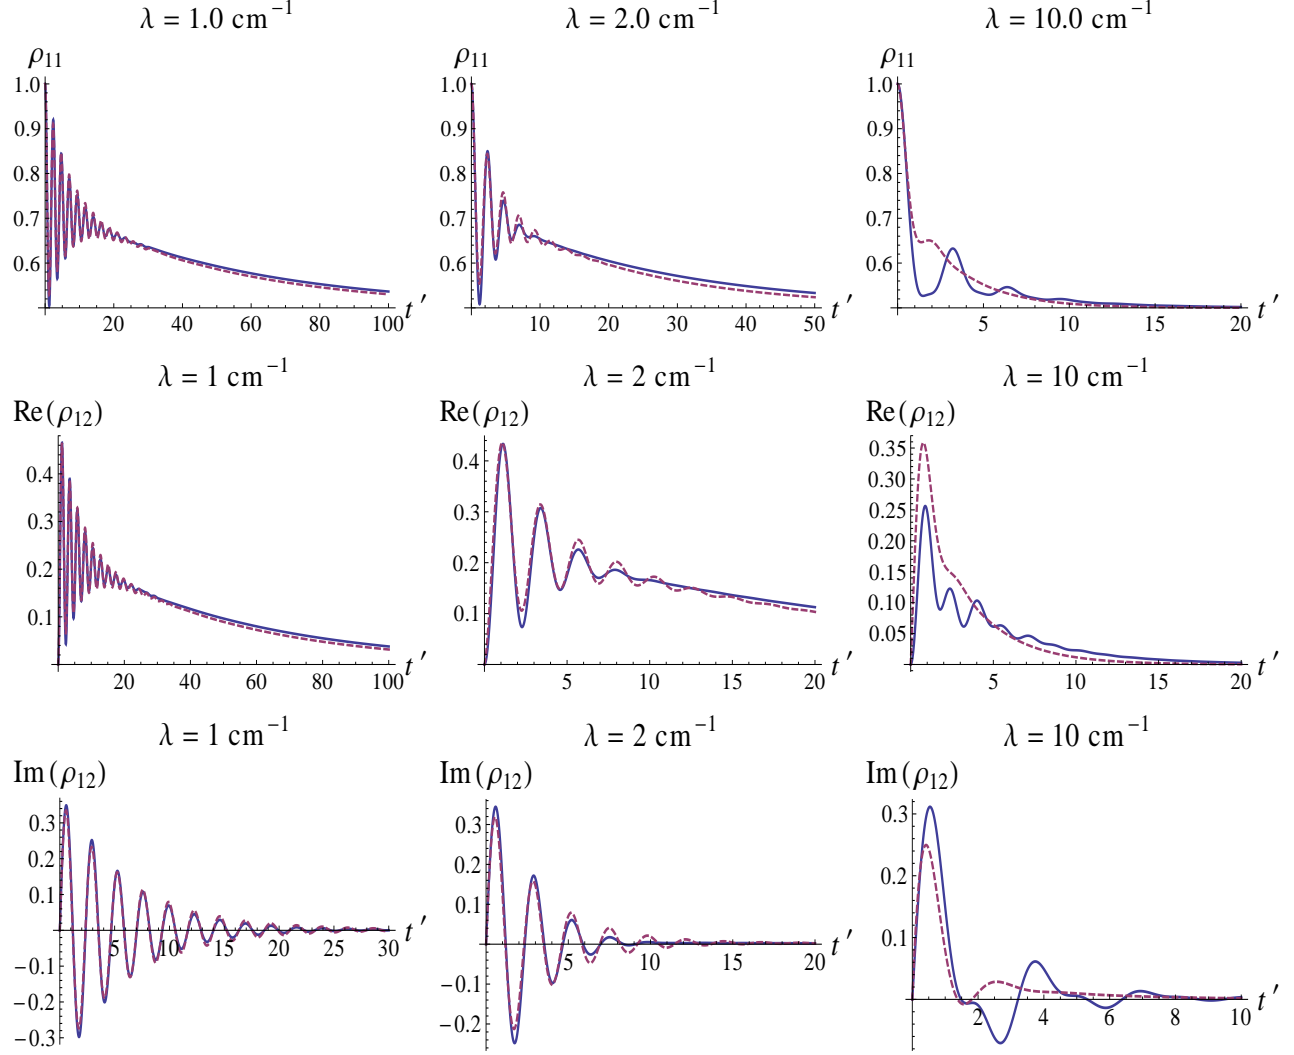 λ = 1.0 cm⁻¹
λ = 2.0 cm⁻¹
λ = 10.0 cm⁻¹
ρ₁₁
ρ₁₁
ρ₁₁
1.0
0.9
0.8
0.7
0.6
20 40 60 80 100 t′
1.0
0.9
0.8
0.7
0.6
10 20 30 40 50 t′
1.0
0.9
0.8
0.7
0.6
5 10 15 20 t′
λ = 1 cm⁻¹
λ = 2 cm⁻¹
λ = 10 cm⁻¹
Re(ρ₁₂)
Re(ρ₁₂)
Re(ρ₁₂)
0.4
0.3
0.2
0.1
20 40 60 80 100 t′
0.4
0.3
0.2
0.1
5 10 15 20 t′
0.35
0.30
0.25
0.20
0.15
0.10
0.05
5 10 15 20 t′
λ = 1 cm⁻¹
λ = 2 cm⁻¹
λ = 10 cm⁻¹
Im(ρ₁₂)
Im(ρ₁₂)
Im(ρ₁₂)
0.3
0.2
0.1
−0.1
−0.2
−0.3
5 10 15 20 25 30 t′
0.3
0.2
0.1
−0.1
−0.2
5 10 15 20 t′
0.3
0.2
0.1
2 4 6 8 10 t′